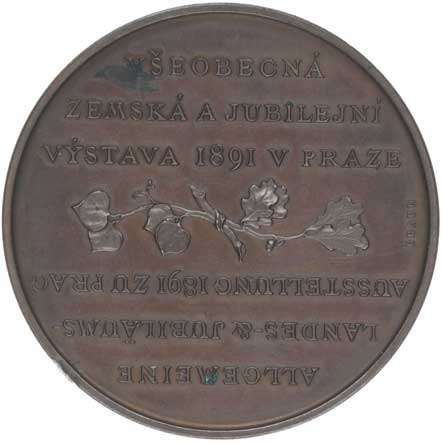 VŠEOBECNÁ
ZEMSKÁ A JUBILEJNÍ
VÝSTAVA 1891 V PRAZE
ALLGEMEINE
LANDES- & JUBILÄUMS-
AUSSTELLUNG 1891 ZU PRAG